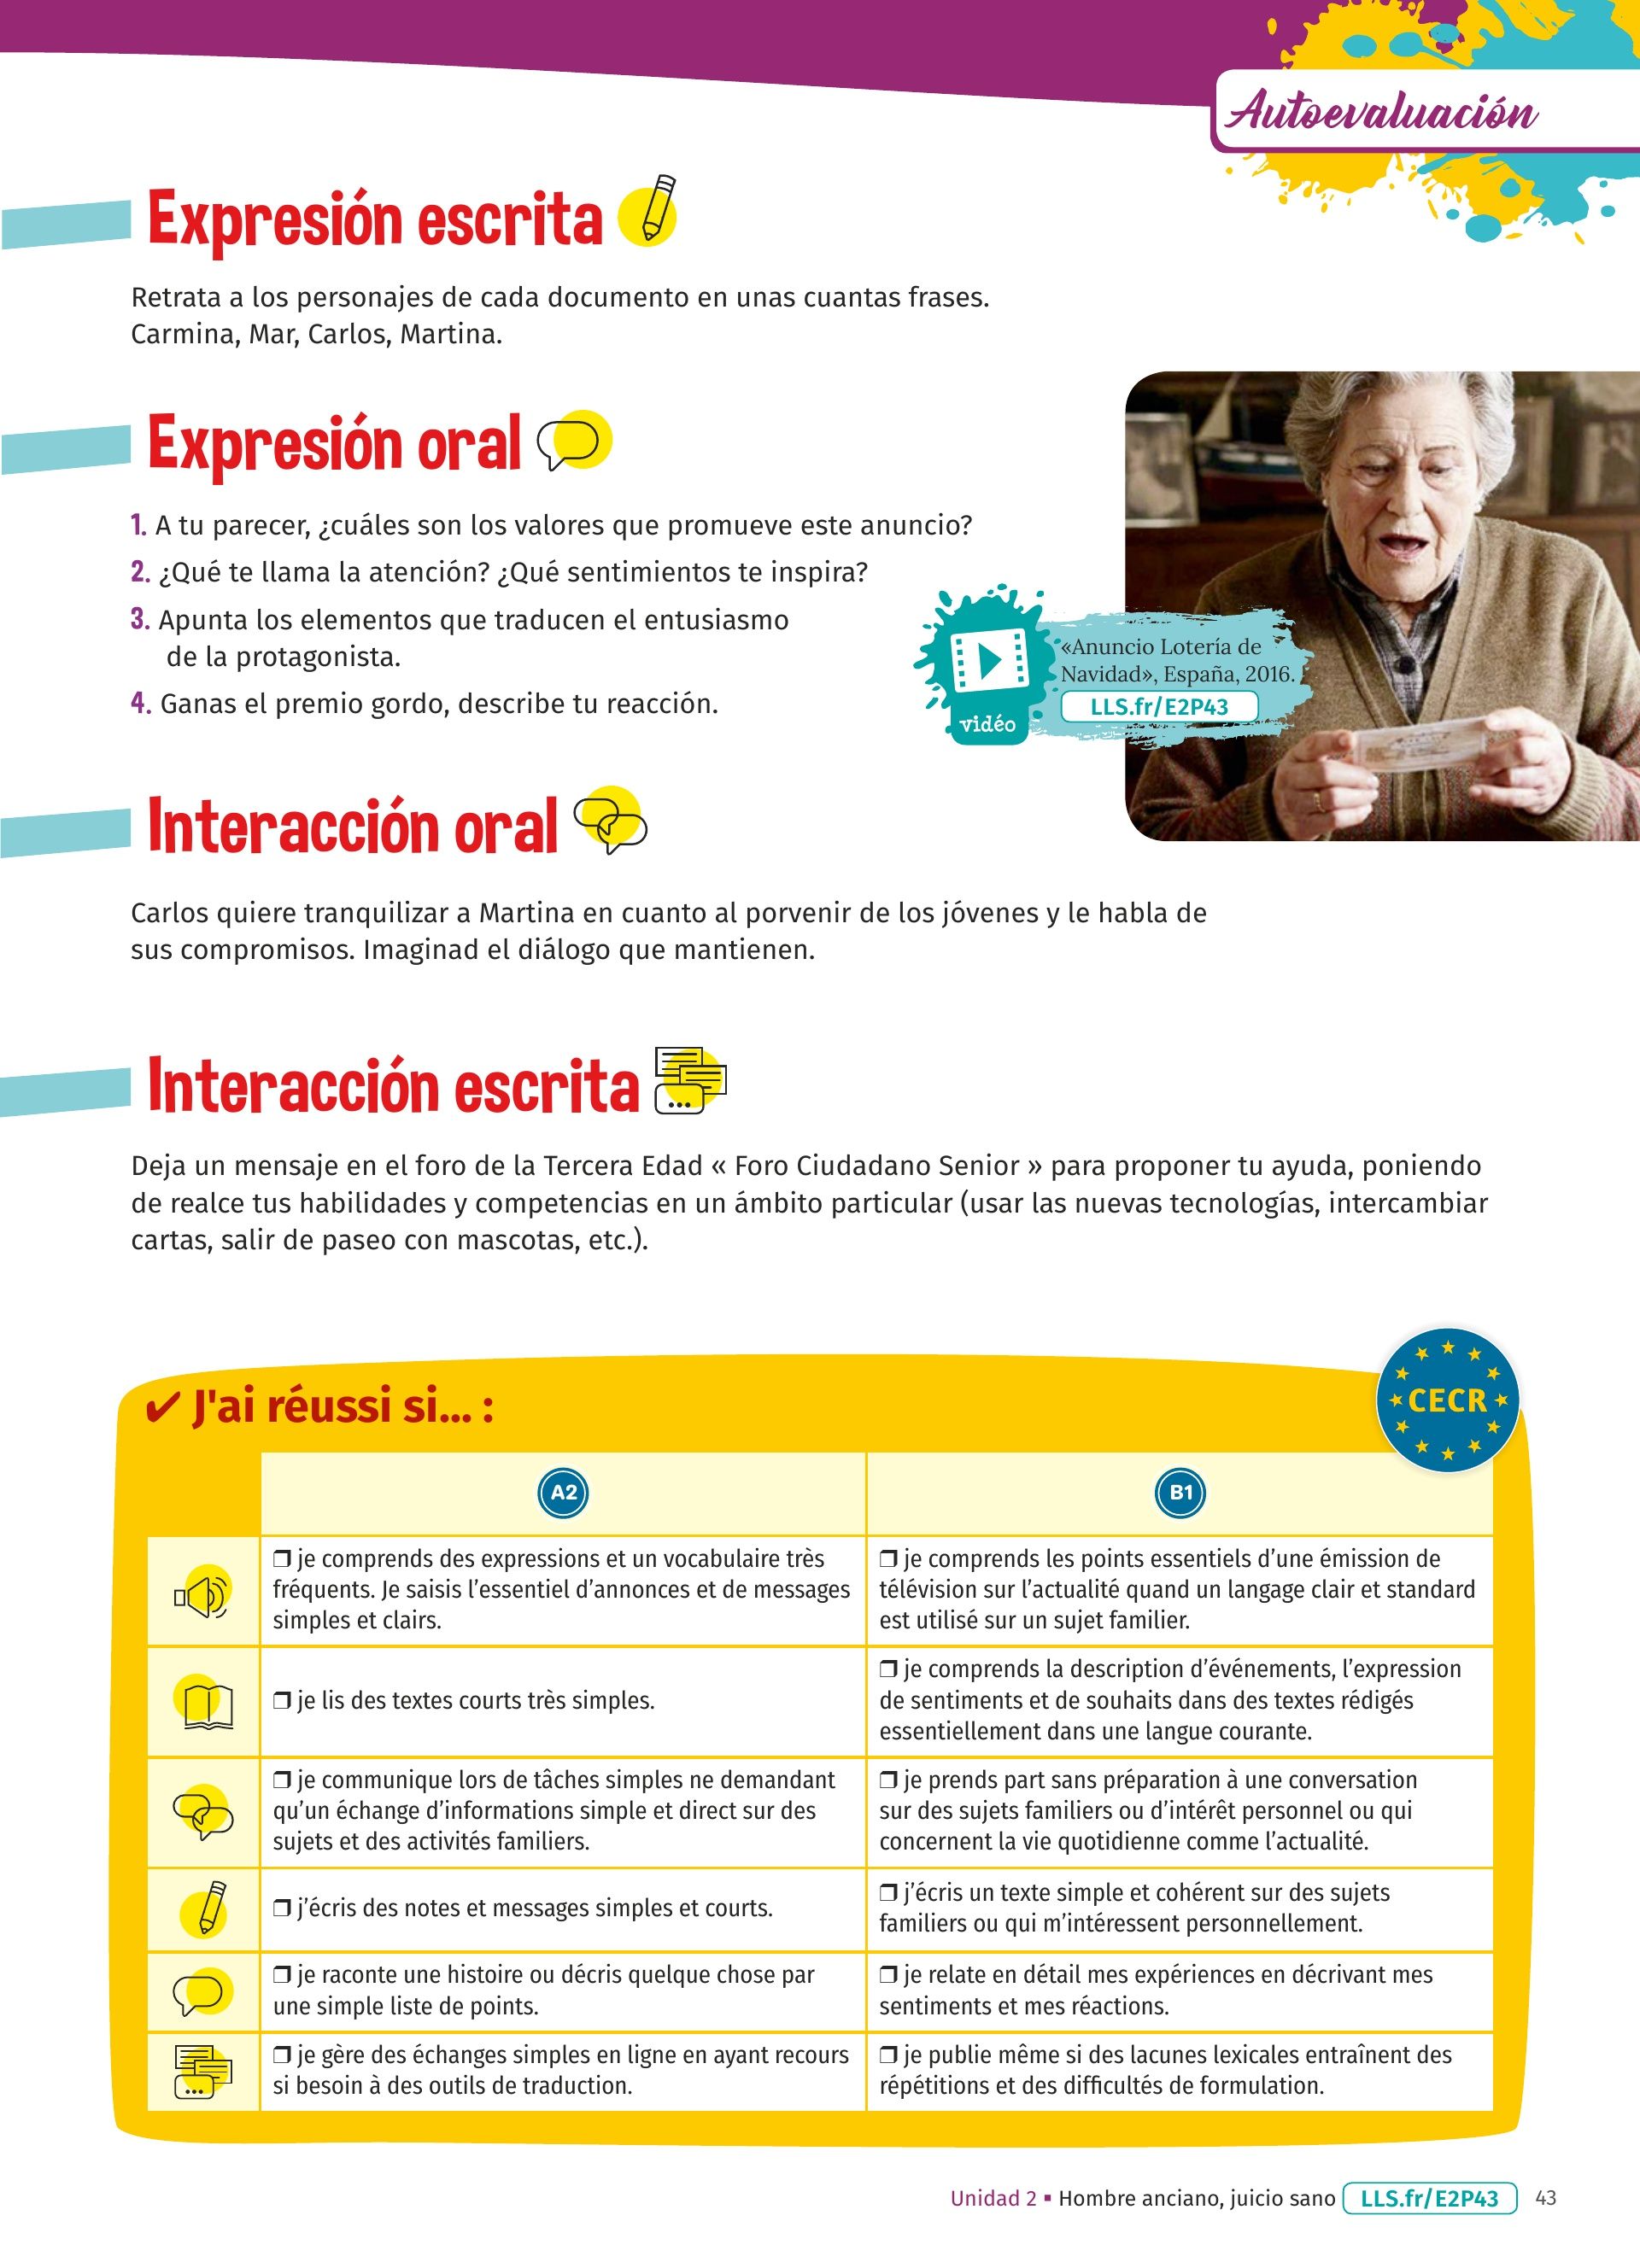 Autoevaluación
Expresión escrita
Retrata a los personajes de cada documento en unas cuantas frases.
Carmina, Mar, Carlos, Martina.
Expresión oral
1. A tu parecer, ¿cuáles son los valores que promueve este anuncio?
2. ¿Qué te llama la atención? ¿Qué sentimientos te inspira?
3. Apunta los elementos que traducen el entusiasmo
de la protagonista.
4. Ganas el premio gordo, describe tu reacción.
vidéo
«Anuncio Lotería de
Navidad», España, 2016.
LLS.fr/E2P43
Interacción oral
Carlos quiere tranquilizar a Martina en cuanto al porvenir de los jóvenes y le habla de
sus compromisos. Imaginad el diálogo que mantienen.
Interacción escrita
Deja un mensaje en el foro de la Tercera Edad « Foro Ciudadano Senior » para proponer tu ayuda, poniendo
de realce tus habilidades y competencias en un ámbito particular (usar las nuevas tecnologías, intercambiar
cartas, salir de paseo con mascotas, etc.).
✔ J'ai réussi si... :
CECR
A2
B1
❒ je comprends des expressions et un vocabulaire très
fréquents. Je saisis l'essentiel d'annonces et de messages
simples et clairs.
❒ je comprends les points essentiels d'une émission de
télévision sur l'actualité quand un langage clair et standard
est utilisé sur un sujet familier.
❒ je lis des textes courts très simples.
❒ je comprends la description d'événements, l'expression
de sentiments et de souhaits dans des textes rédigés
essentiellement dans une langue courante.
❒ je communique lors de tâches simples ne demandant
qu'un échange d'informations simple et direct sur des
sujets et des activités familiers.
❒ je prends part sans préparation à une conversation
sur des sujets familiers ou d'intérêt personnel ou qui
concernent la vie quotidienne comme l'actualité.
❒ j'écris des notes et messages simples et courts.
❒ j'écris un texte simple et cohérent sur des sujets
familiers ou qui m'intéressent personnellement.
❒ je raconte une histoire ou décris quelque chose par
une simple liste de points.
❒ je relate en détail mes expériences en décrivant mes
sentiments et mes réactions.
❒ je gère des échanges simples en ligne en ayant recours
si besoin à des outils de traduction.
❒ je publie même si des lacunes lexicales entraînent des
répétitions et des difficultés de formulation.
Unidad 2 ▪ Hombre anciano, juicio sano LLS.fr/E2P43 43